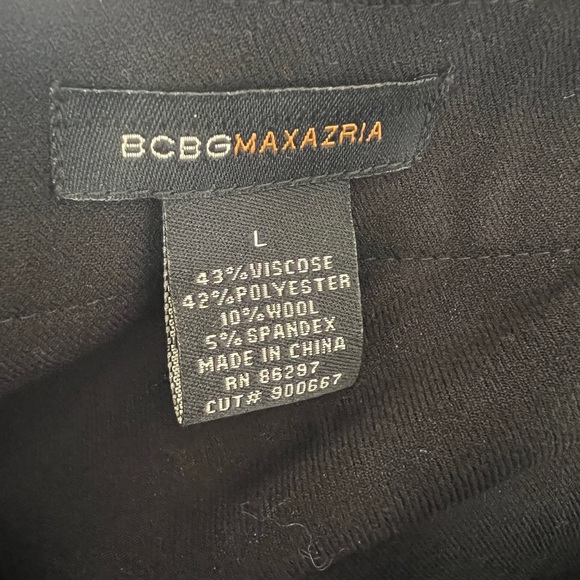 BCBGMAXAZRIA
L
43%VISCOSE
42%POLYESTER
10%WOOL
5%SPANDEX
MADE IN CHINA
RN 86297
CUT# 900667